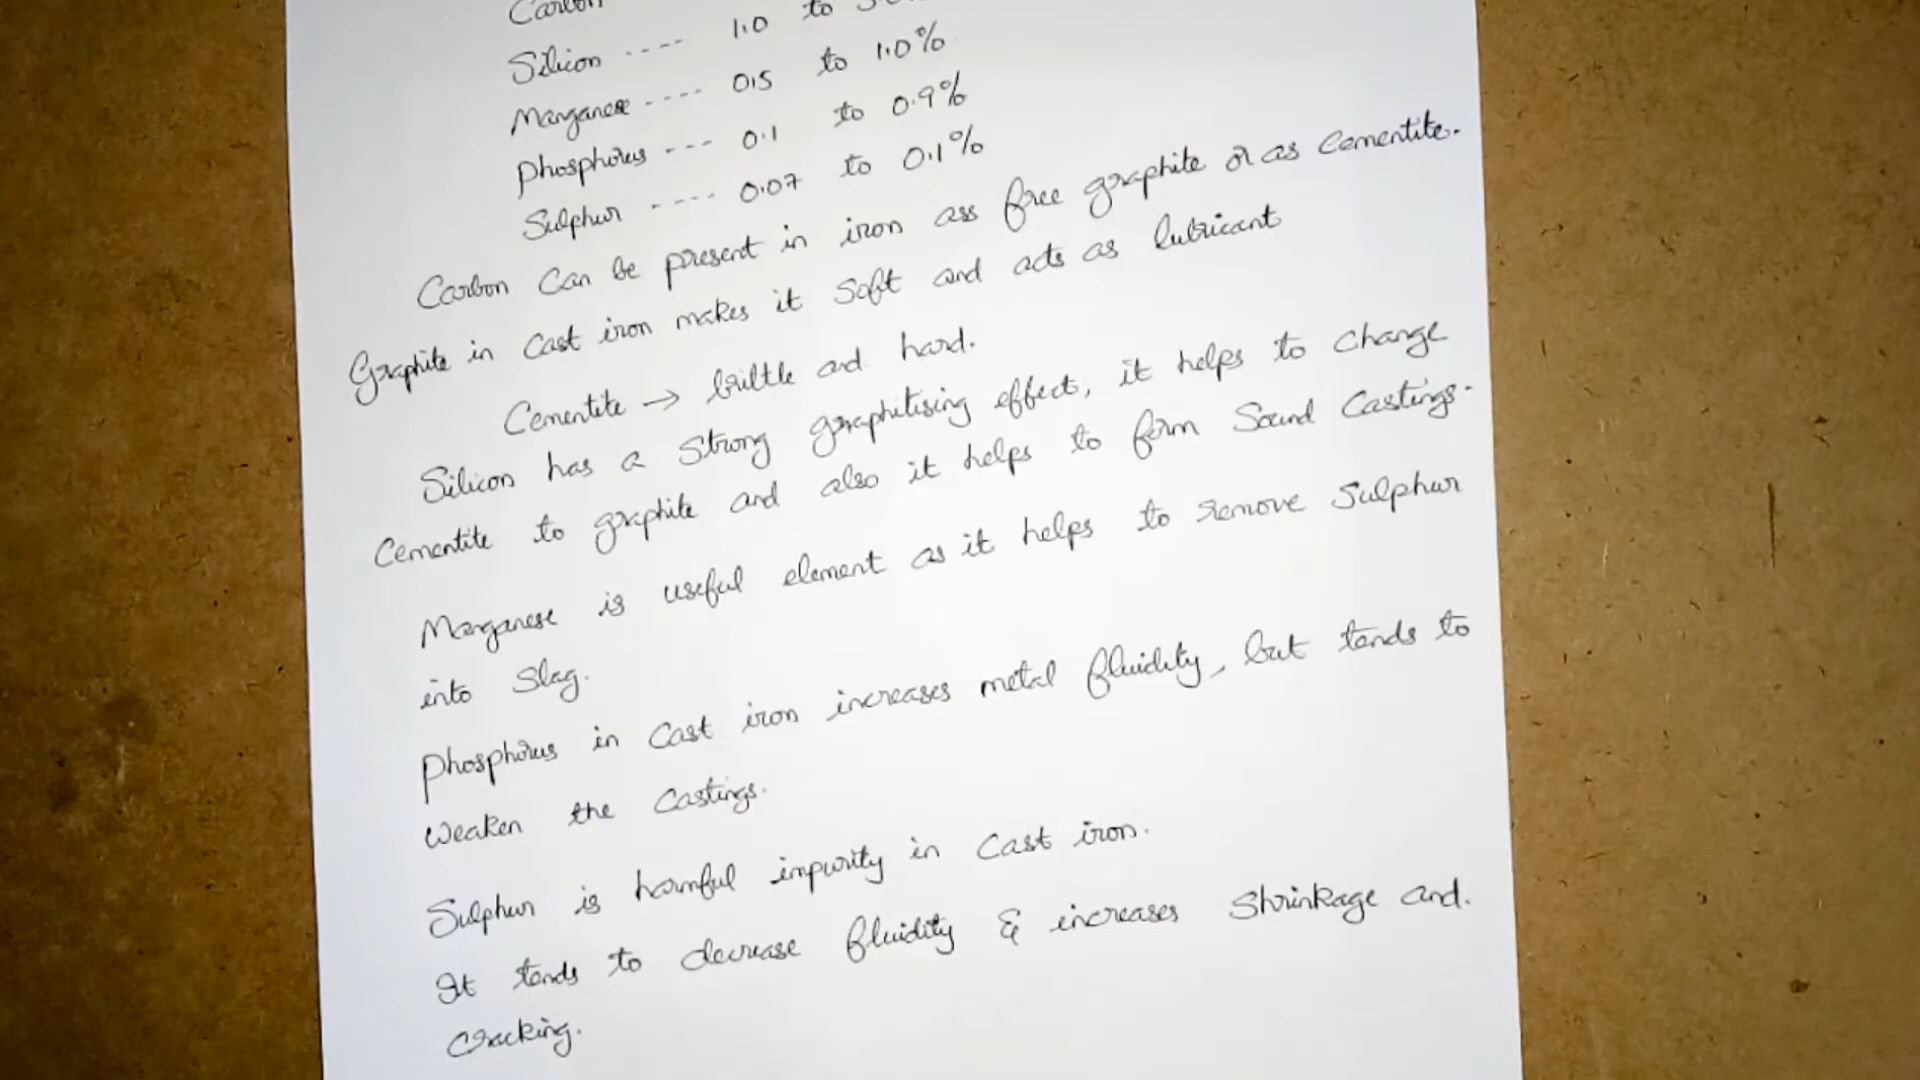 Carbon
Silicon ---- 1.0 to
Manganese ---- 0.5 to 1.0%
Phosphorus --- 0.1 to 0.9%
Sulphur ---- 0.07 to 0.1%
Carbon can be present in iron ass free graphite or as Cementite.
Graphite in cast iron makes it soft and acts as lubricant
Cementite → brittle and hard.
Silicon has a strong graphitising effect, it helps to change
Cementite to graphite and also it helps to form Sound Castings.
Manganese is useful element as it helps to remove Sulphur
into Slag.
Phosphorus in Cast iron increases metal fluidity, but tends to
weaken the Castings.
Sulphur is harmful impurity in Cast iron.
It tends to decrease fluidity & increases Shrinkage and.
Cracking.